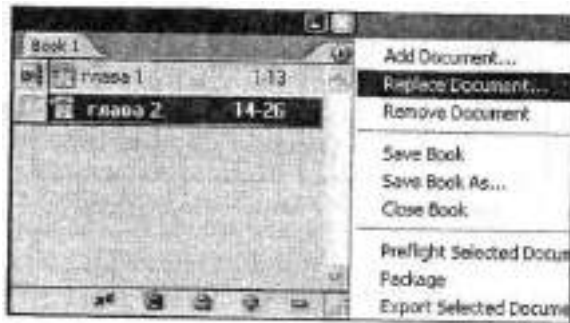 Book 1
глава 1 1-13
глава 2 14-26
Add Document...
Replace Document...
Remove Document
Save Book
Save Book As...
Close Book
Preflight Selected Docum
Package
Export Selected Docume